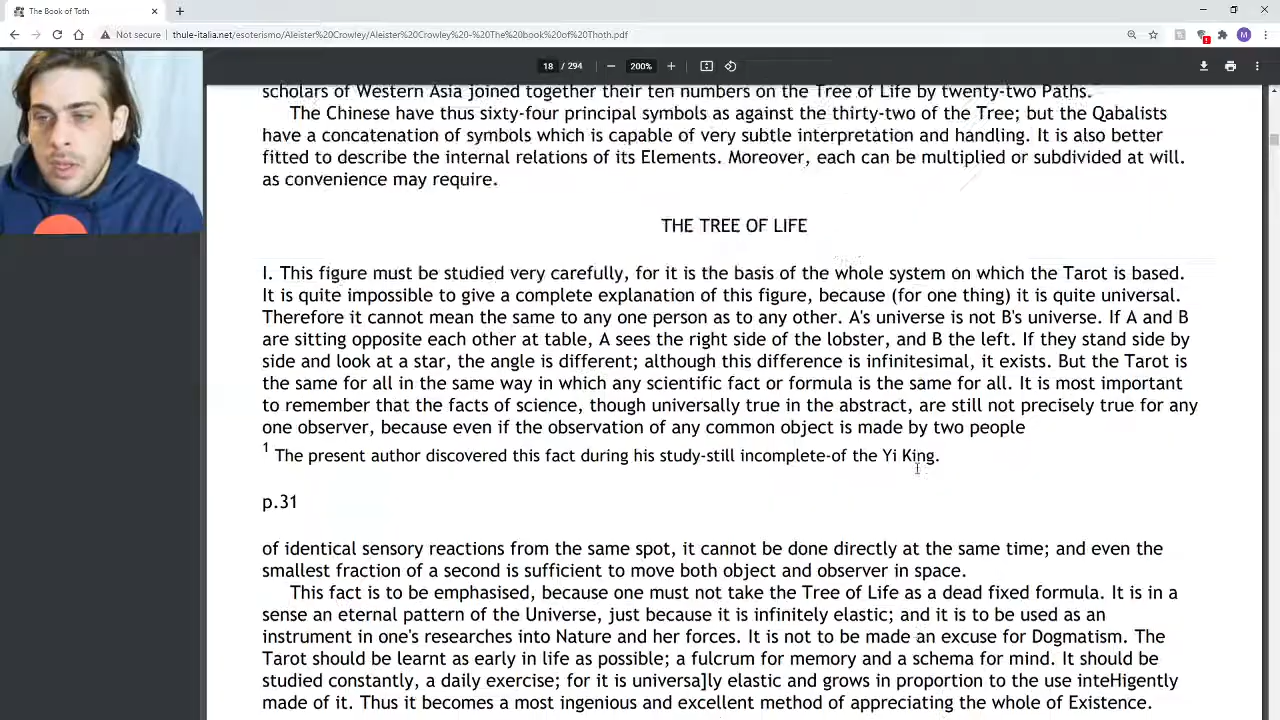 The Book of Toth
Not secure
thule-italia.net/esoterismo/Aleister%20Crowley/Aleister%20Crowley%20-%20The%20book%20of%20Thoth.pdf
M
18 / 294
200%
scholars of Western Asia joined together their ten numbers on the Tree of Life by twenty-two Paths.
The Chinese have thus sixty-four principal symbols as against the thirty-two of the Tree; but the Qabalists
have a concatenation of symbols which is capable of very subtle interpretation and handling. It is also better
fitted to describe the internal relations of its Elements. Moreover, each can be multiplied or subdivided at will.
as convenience may require.
THE TREE OF LIFE
I. This figure must be studied very carefully, for it is the basis of the whole system on which the Tarot is based.
It is quite impossible to give a complete explanation of this figure, because (for one thing) it is quite universal.
Therefore it cannot mean the same to any one person as to any other. A's universe is not B's universe. If A and B
are sitting opposite each other at table, A sees the right side of the lobster, and B the left. If they stand side by
side and look at a star, the angle is different; although this difference is infinitesimal, it exists. But the Tarot is
the same for all in the same way in which any scientific fact or formula is the same for all. It is most important
to remember that the facts of science, though universally true in the abstract, are still not precisely true for any
one observer, because even if the observation of any common object is made by two people
1 The present author discovered this fact during his study-still incomplete-of the Yi King.
p.31
of identical sensory reactions from the same spot, it cannot be done directly at the same time; and even the
smallest fraction of a second is sufficient to move both object and observer in space.
This fact is to be emphasised, because one must not take the Tree of Life as a dead fixed formula. It is in a
sense an eternal pattern of the Universe, just because it is infinitely elastic; and it is to be used as an
instrument in one's researches into Nature and her forces. It is not to be made an excuse for Dogmatism. The
Tarot should be learnt as early in life as possible; a fulcrum for memory and a schema for mind. It should be
studied constantly, a daily exercise; for it is universa]ly elastic and grows in proportion to the use inteHigently
made of it. Thus it becomes a most ingenious and excellent method of appreciating the whole of Existence.